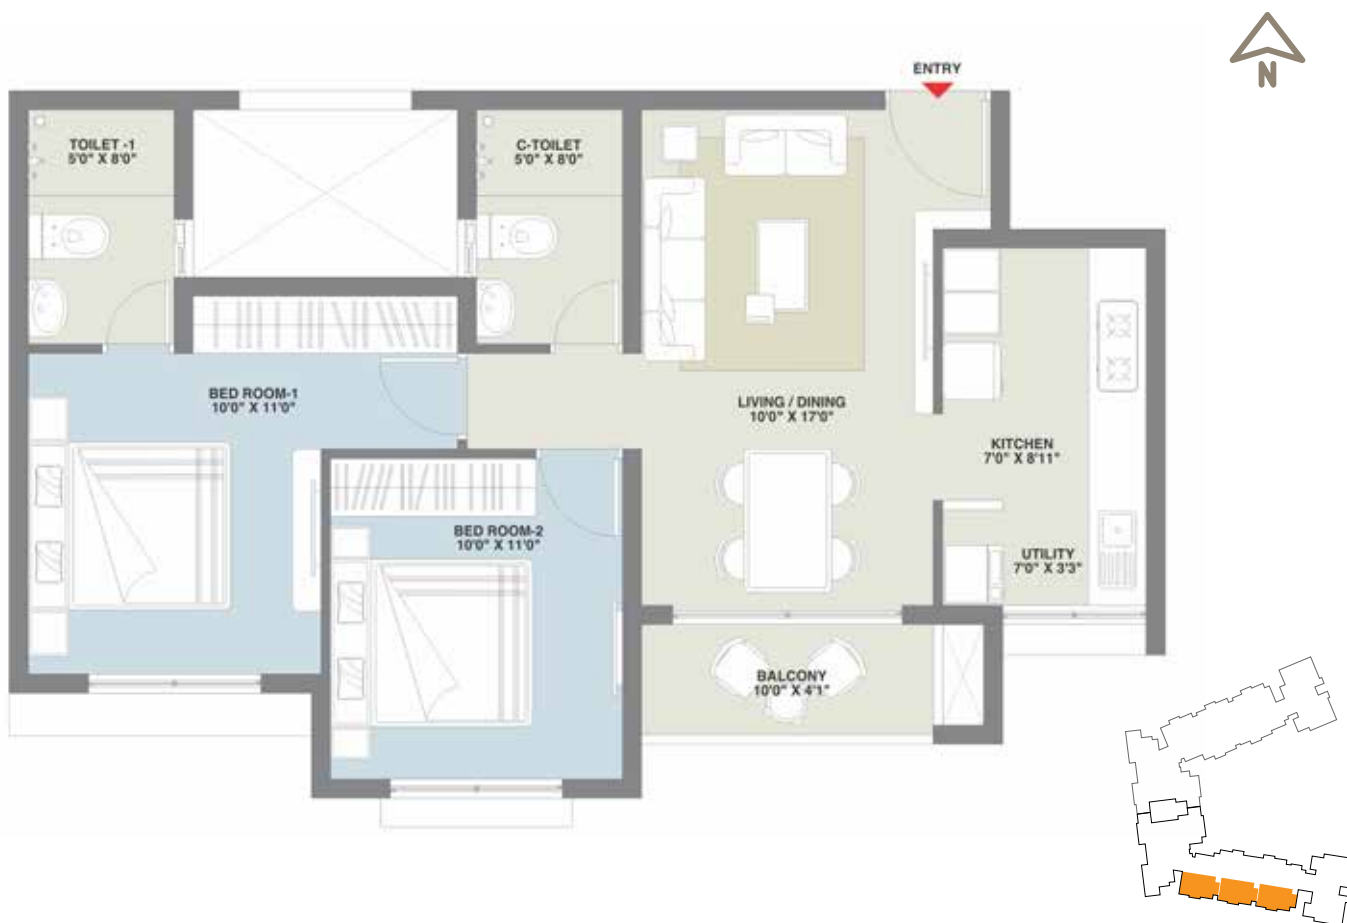 N
ENTRY
TOILET -1
5'0" X 8'0"
C-TOILET
5'0" X 8'0"
BED ROOM-1
10'0" X 11'0"
LIVING / DINING
10'0" X 17'0"
KITCHEN
7'0" X 8'11"
BED ROOM-2
10'0" X 11'0"
UTILITY
7'0" X 3'3"
BALCONY
10'0" X 4'1"